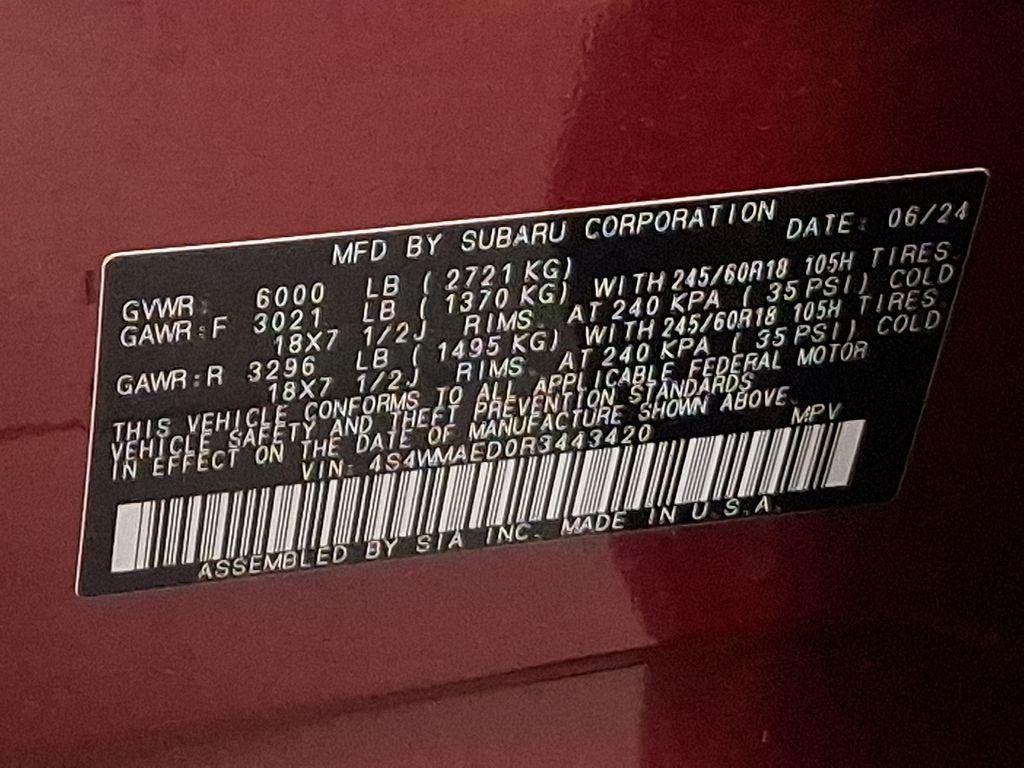 MFD BY SUBARU CORPORATION DATE: 06/24
GVWR: 6000 LB ( 2721 KG)
GAWR:F 3021 LB ( 1370 KG) WITH 245/60R18 105H TIRES.
18X7 1/2J RIMS. AT 240 KPA ( 35 PSI) COLD
GAWR:R 3296 LB ( 1495 KG) WITH 245/60R18 105H TIRES.
18X7 1/2J RIMS. AT 240 KPA ( 35 PSI) COLD
THIS VEHICLE CONFORMS TO ALL APPLICABLE FEDERAL MOTOR
VEHICLE SAFETY AND THEFT PREVENTION STANDARDS
IN EFFECT ON THE DATE OF MANUFACTURE SHOWN ABOVE.
VIN: 4S4WMAED0R3443420 MPV
ASSEMBLED BY SIA INC. MADE IN U.S.A.